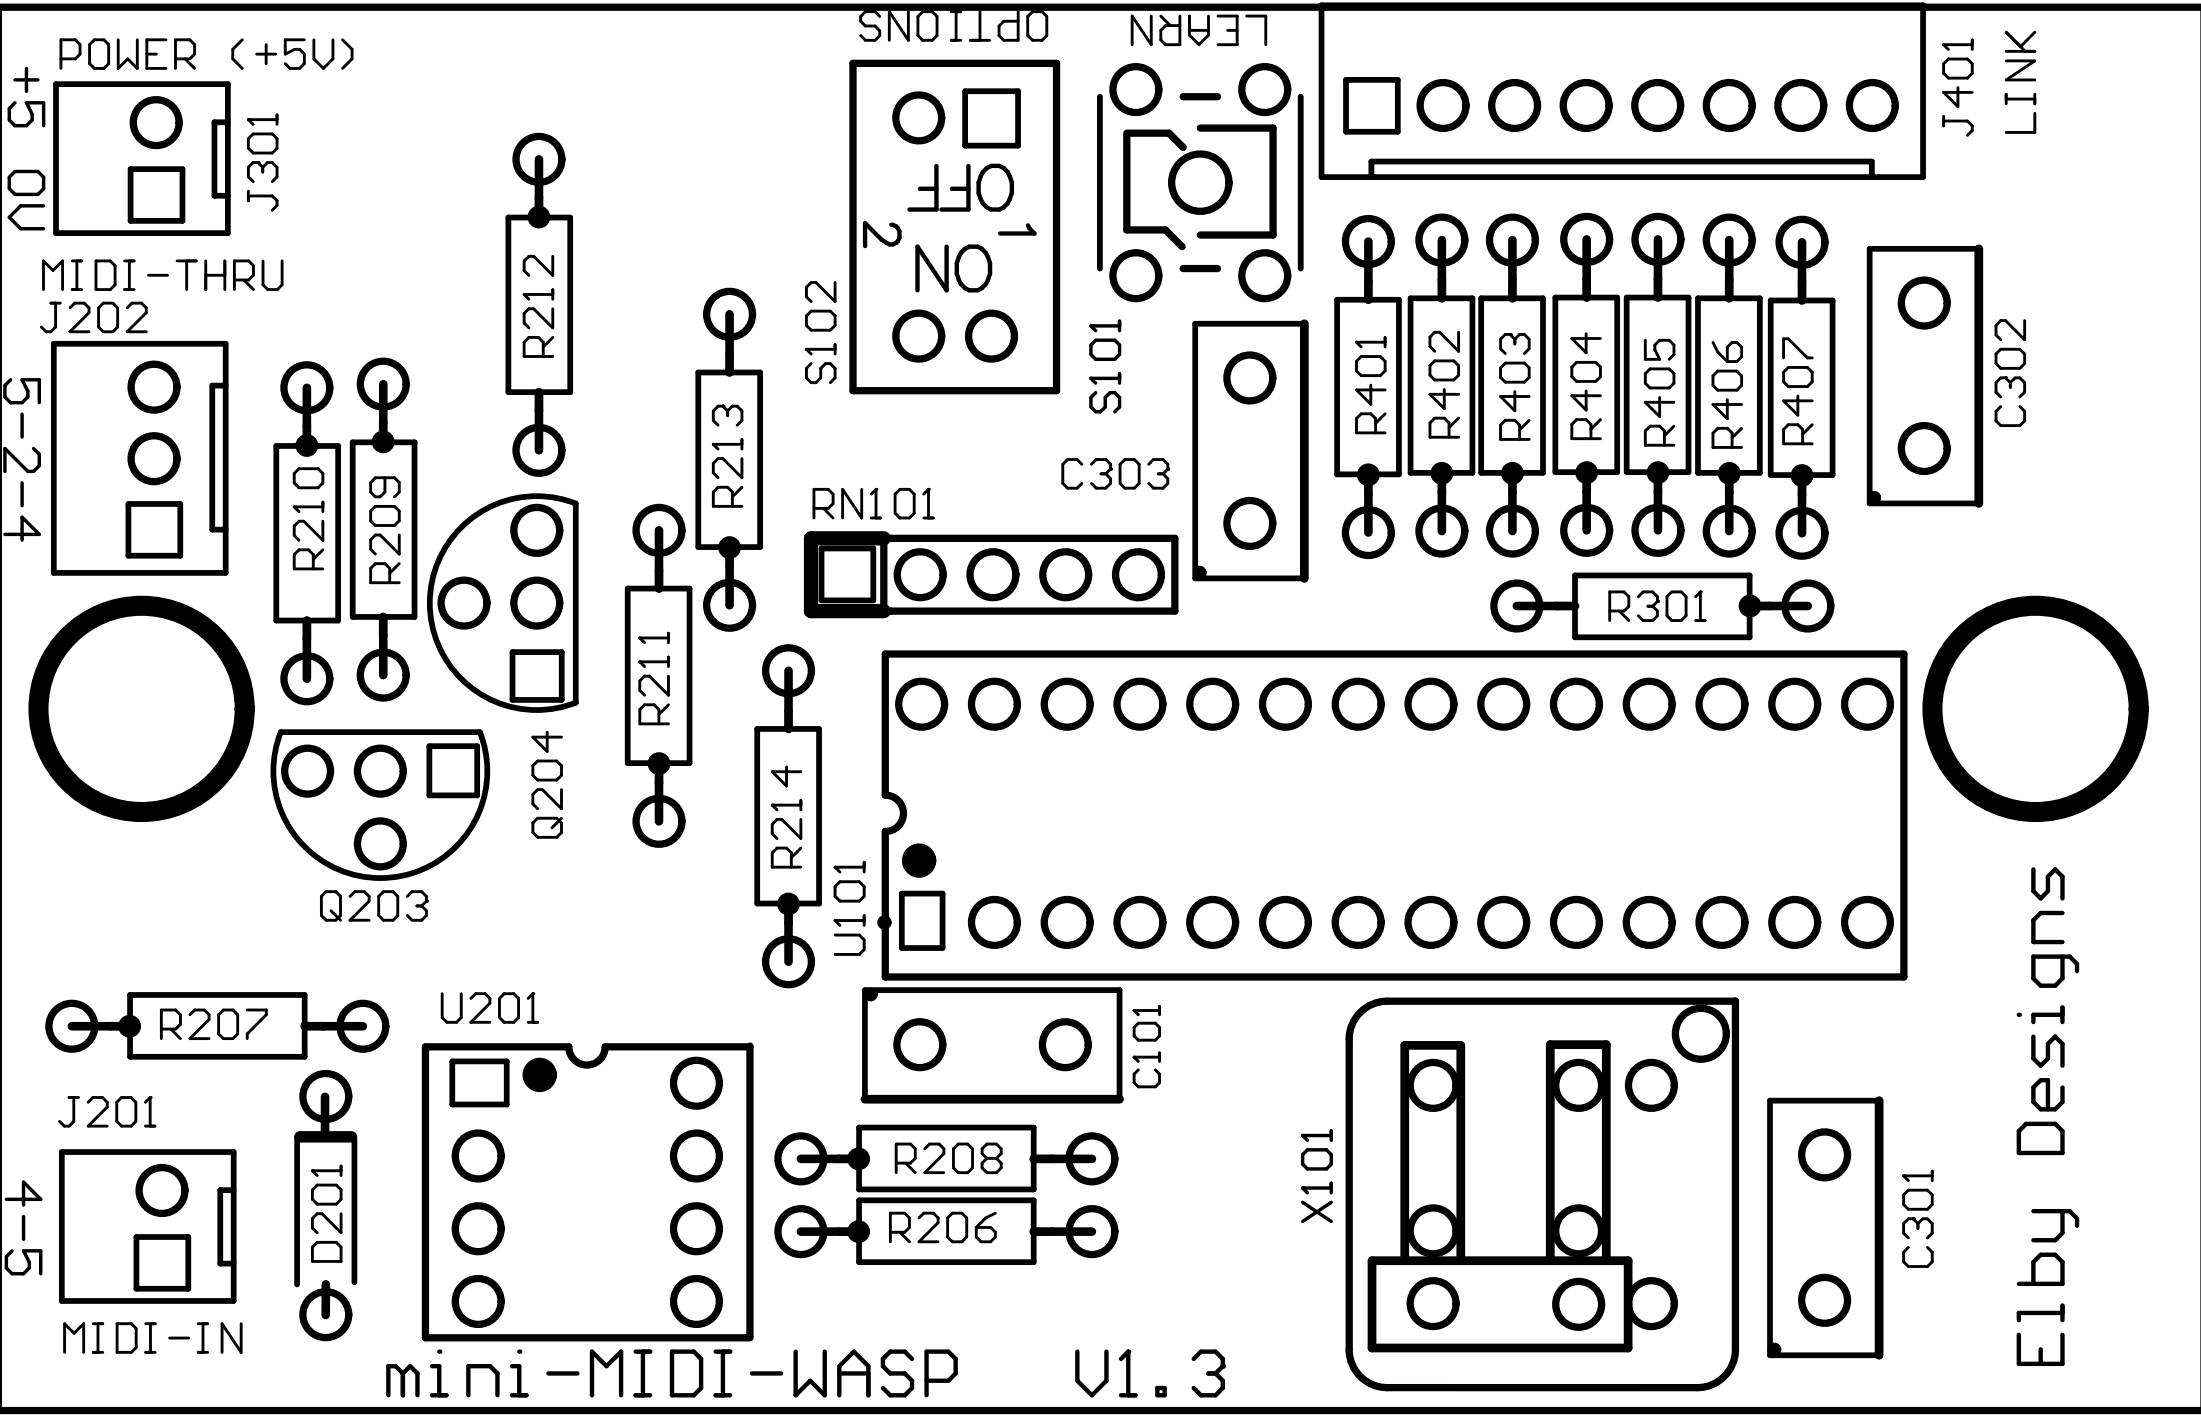 POWER (+5V)
+5 0V
J301
MIDI-THRU
J202
5-2-4
R210
R209
R212
R213
R211
R214
Q204
Q203
OPTIONS
OFF
1
2
ON
S102
LEARN
S101
J401
LINK
R401
R402
R403
R404
R405
R406
R407
C302
C303
RN101
R301
U101
R207
U201
J201
4-5
D201
MIDI-IN
C101
R208
R206
X101
C301
Elby Designs
mini-MIDI-WASP V1.3